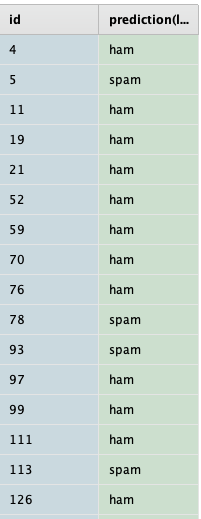 id prediction(l...
4 ham
5 spam
11 ham
19 ham
21 ham
52 ham
59 ham
70 ham
76 ham
78 spam
93 spam
97 ham
99 ham
111 ham
113 spam
126 ham